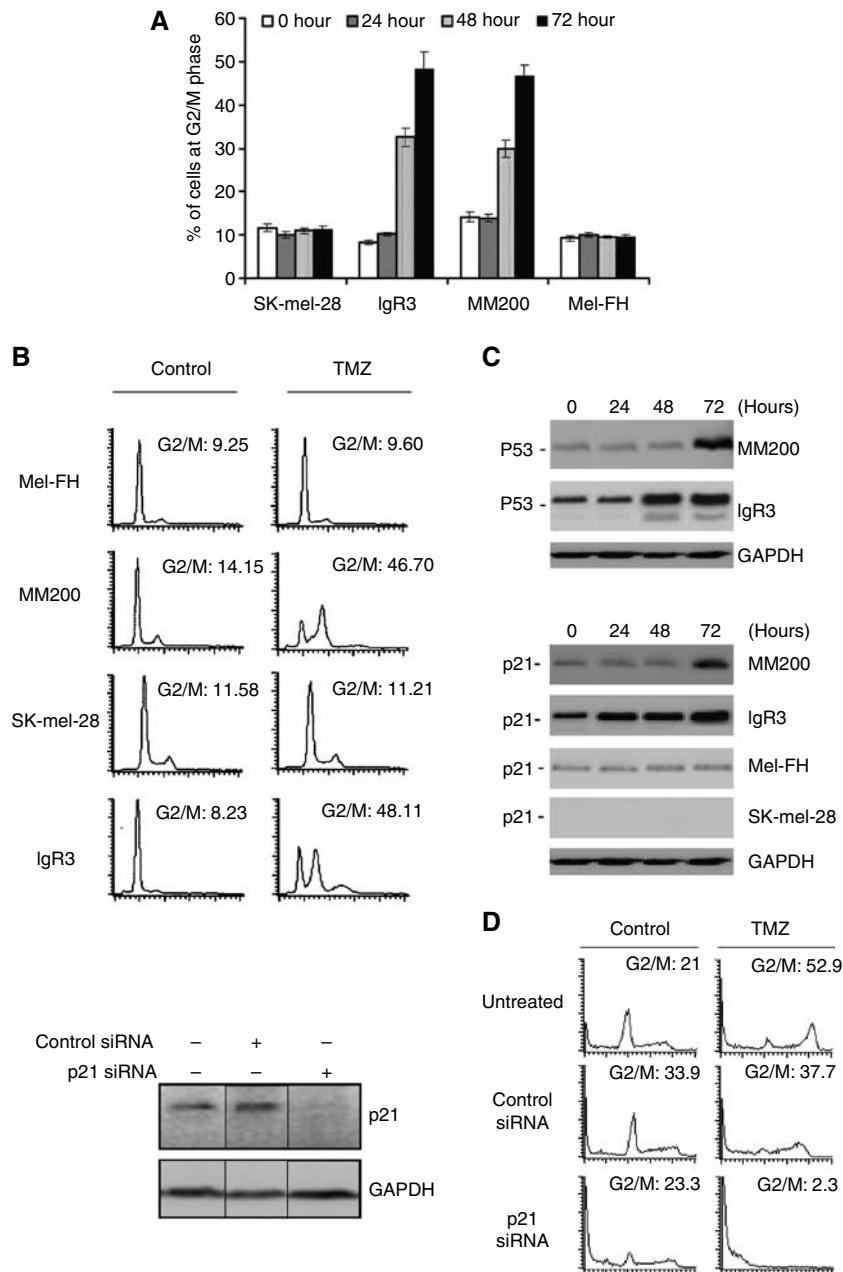 A
0 hour 24 hour 48 hour 72 hour
% of cells at G2/M phase
60
50
40
30
20
10
0
SK-mel-28 IgR3 MM200 Mel-FH
B
Control TMZ
Mel-FH
G2/M: 9.25 G2/M: 9.60
MM200
G2/M: 14.15 G2/M: 46.70
SK-mel-28
G2/M: 11.58 G2/M: 11.21
IgR3
G2/M: 8.23 G2/M: 48.11
C
0 24 48 72 (Hours)
P53 - MM200
P53 - IgR3
GAPDH
0 24 48 72 (Hours)
p21- MM200
p21- IgR3
p21 - Mel-FH
p21 - SK-mel-28
GAPDH
Control siRNA – + –
p21 siRNA – – +
p21
GAPDH
D
Control TMZ
Untreated
G2/M: 21 G2/M: 52.9
Control
siRNA
G2/M: 33.9 G2/M: 37.7
p21
siRNA
G2/M: 23.3 G2/M: 2.3